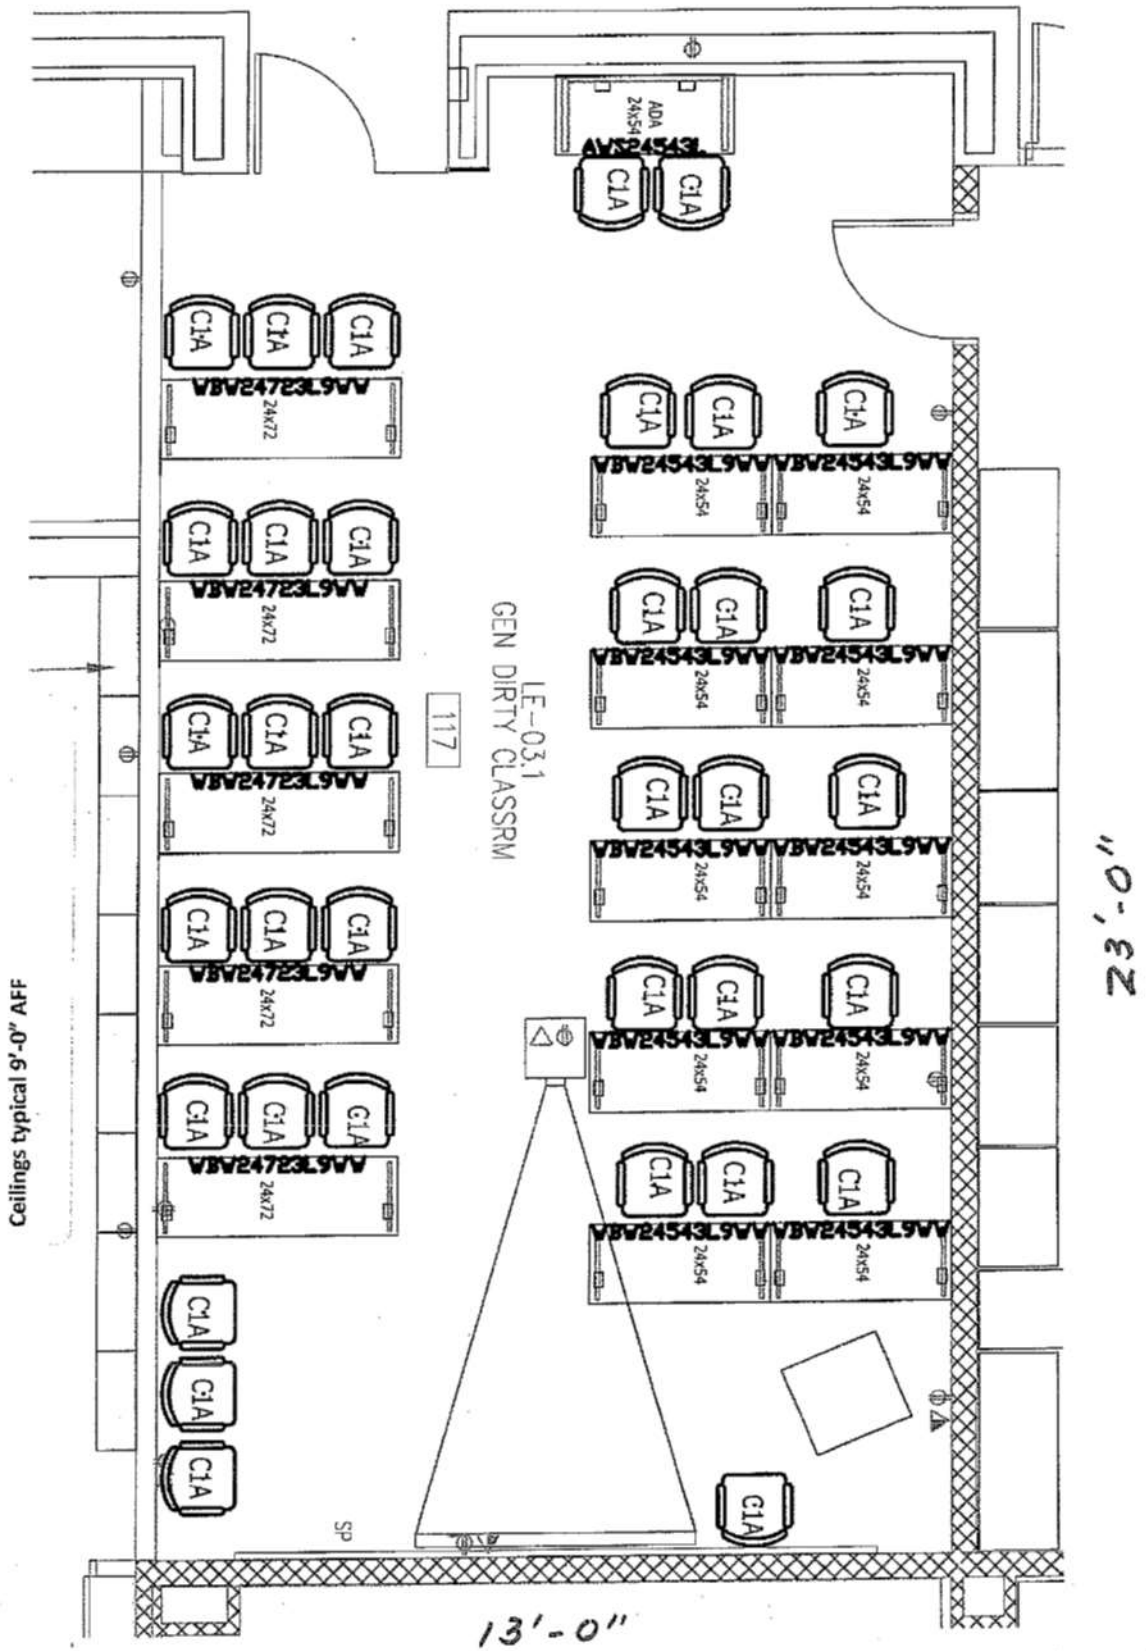 ADA
24x54
AWS24543L
C1A C1A
C1A C1A C1A
WBW24723L9WW
24x72
C1A C1A C1A
WBW24543L9WW WBW24543L9WW
24x54 24x54
C1A C1A C1A
WBW24723L9WW
24x72
C1A C1A C1A
WBW24543L9WW WBW24543L9WW
24x54 24x54
LE-03.1
GEN DIRTY CLASSRM
117
C1A C1A C1A
WBW24723L9WW
24x72
C1A C1A C1A
WBW24543L9WW WBW24543L9WW
24x54 24x54
23'-0"
C1A C1A C1A
WBW24723L9WW
24x72
C1A C1A C1A
WBW24543L9WW WBW24543L9WW
24x54 24x54
Ceilings typical 9'-0" AFF
C1A C1A C1A
WBW24723L9WW
24x72
C1A C1A C1A
WBW24543L9WW WBW24543L9WW
24x54 24x54
C1A
C1A
C1A
C1A
SP
13'-0"